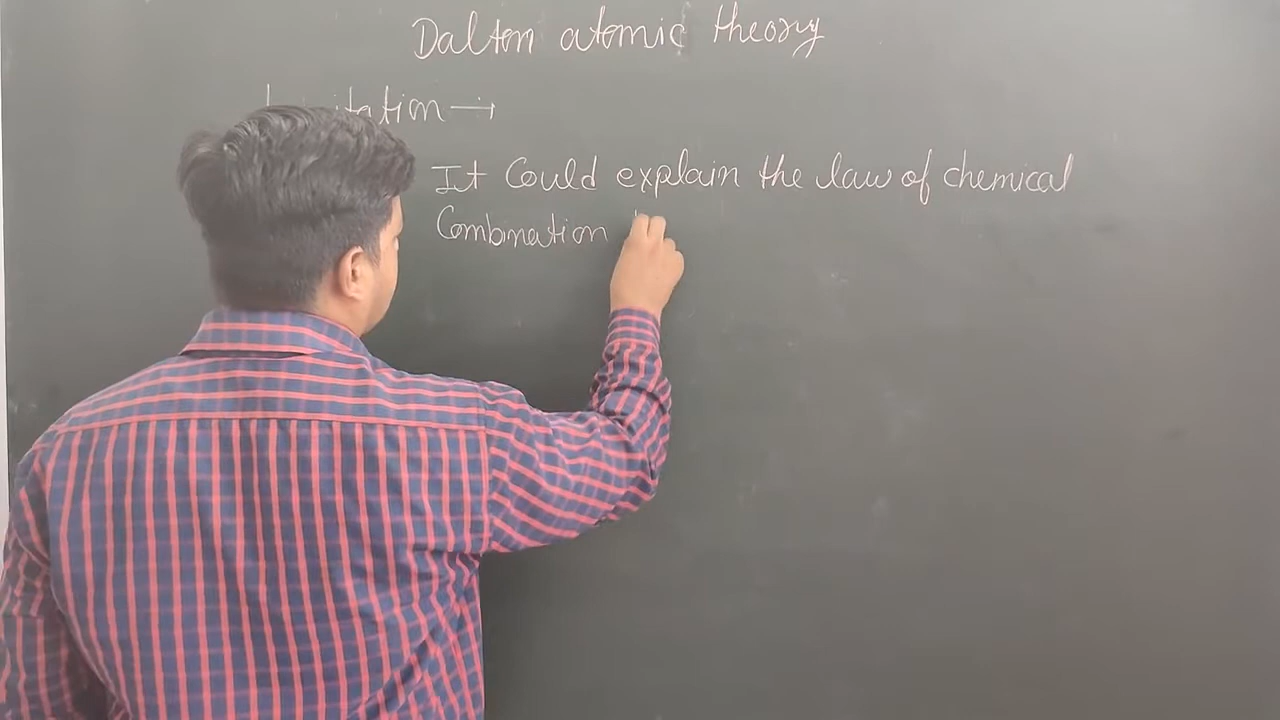 Dalton atomic theory
It Could explain the law of chemical
Combination